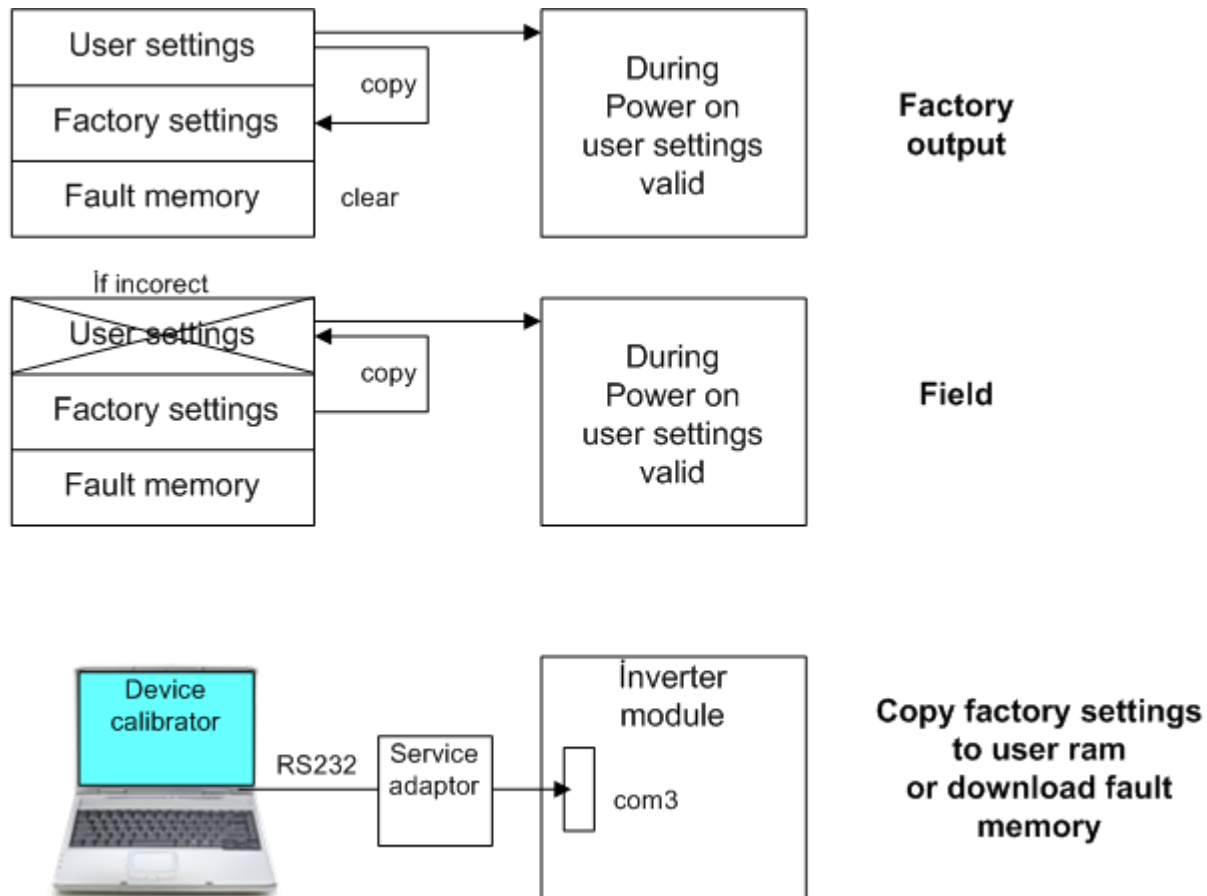 User settings
copy
Factory settings
Fault memory
clear
During
Power on
user settings
valid
Factory
output
İf incorect
User settings
copy
Factory settings
Fault memory
During
Power on
user settings
valid
Field
Device
calibrator
RS232
Service
adaptor
İnverter
module
com3
Copy factory settings
to user ram
or download fault
memory